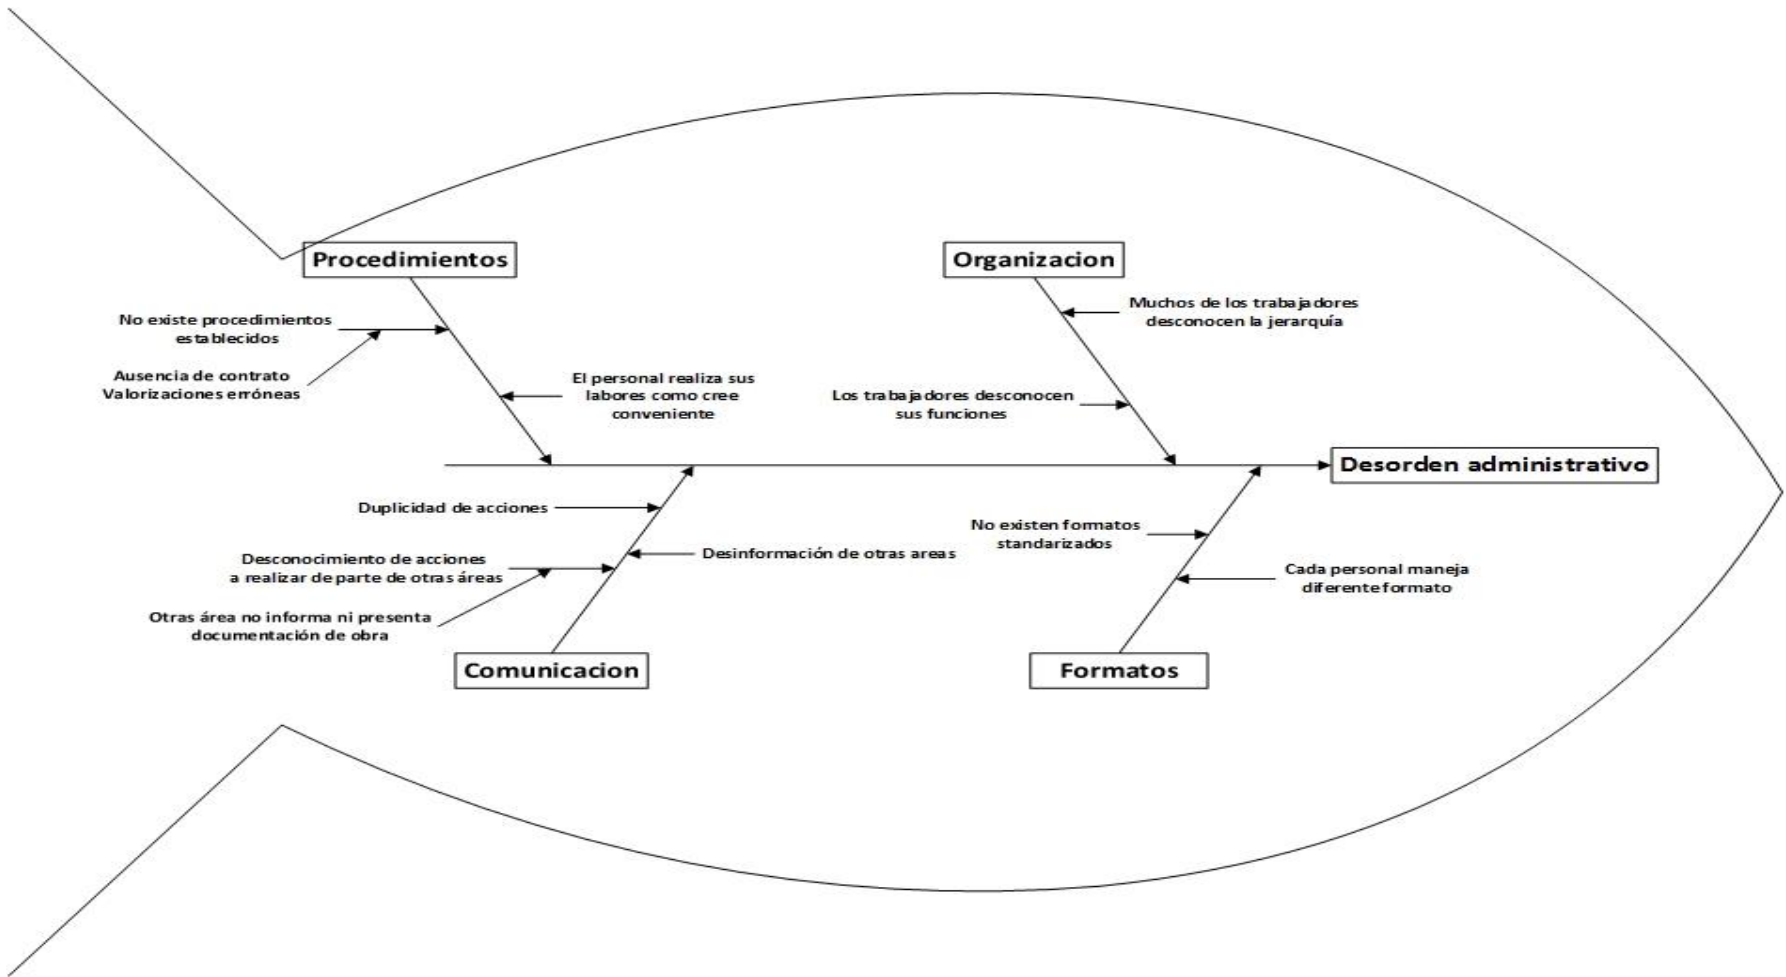 Procedimientos
Organizacion
No existe procedimientos
establecidos
Ausencia de contrato
Valorizaciones erróneas
El personal realiza sus
labores como cree
conveniente
Muchos de los trabajadores
desconocen la jerarquía
Los trabajadores desconocen
sus funciones
Desorden administrativo
Duplicidad de acciones
Desinformación de otras areas
Desconocimiento de acciones
a realizar de parte de otras áreas
Otras área no informa ni presenta
documentación de obra
No existen formatos
standarizados
Cada personal maneja
diferente formato
Comunicacion
Formatos